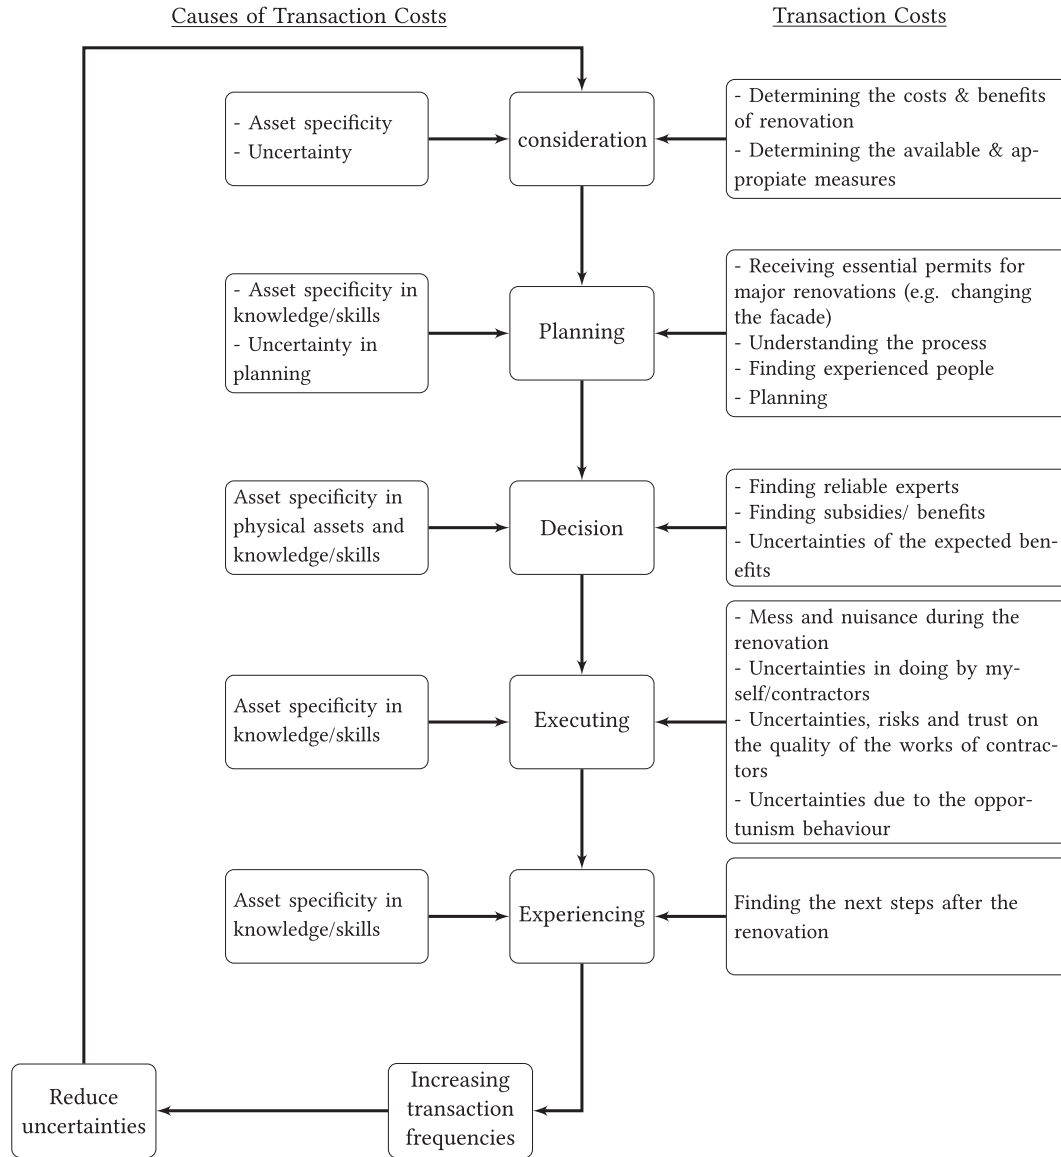 Causes of Transaction Costs
Transaction Costs
- Asset specificity
- Uncertainty
consideration
- Determining the costs & benefits
of renovation
- Determining the available & ap-
propiate measures
- Asset specificity in
knowledge/skills
- Uncertainty in
planning
Planning
- Receiving essential permits for
major renovations (e.g. changing
the facade)
- Understanding the process
- Finding experienced people
- Planning
Asset specificity in
physical assets and
knowledge/skills
Decision
- Finding reliable experts
- Finding subsidies/ benefits
- Uncertainties of the expected ben-
efits
Asset specificity in
knowledge/skills
Executing
- Mess and nuisance during the
renovation
- Uncertainties in doing by my-
self/contractors
- Uncertainties, risks and trust on
the quality of the works of contrac-
tors
- Uncertainties due to the oppor-
tunism behaviour
Asset specificity in
knowledge/skills
Experiencing
Finding the next steps after the
renovation
Reduce
uncertainties
Increasing
transaction
frequencies